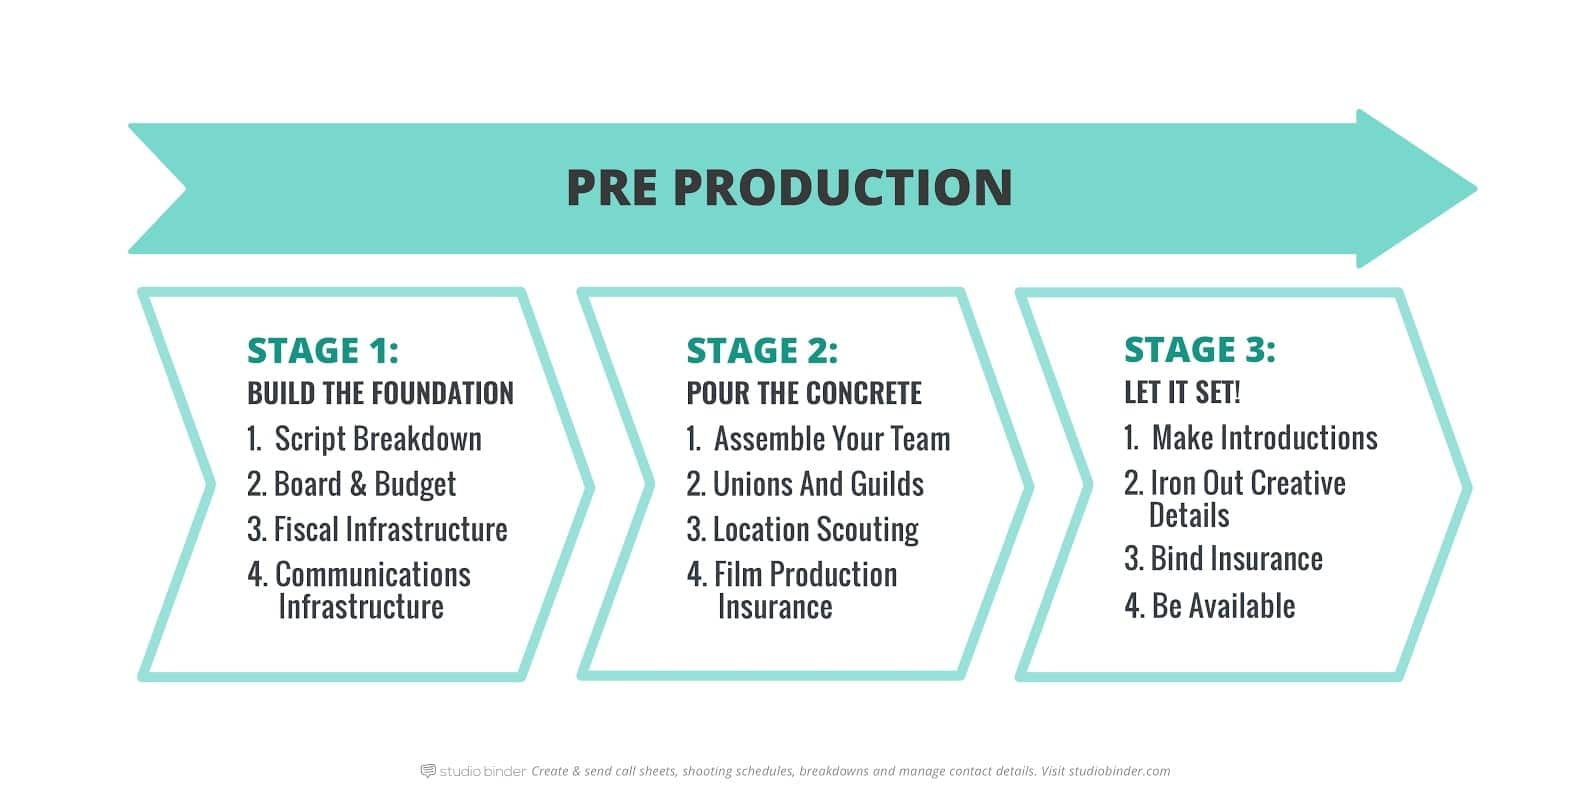 PRE PRODUCTION
STAGE 1:
BUILD THE FOUNDATION
1. Script Breakdown
2. Board & Budget
3. Fiscal Infrastructure
4. Communications
Infrastructure
STAGE 2:
POUR THE CONCRETE
1. Assemble Your Team
2. Unions And Guilds
3. Location Scouting
4. Film Production
Insurance
STAGE 3:
LET IT SET!
1. Make Introductions
2. Iron Out Creative
Details
3. Bind Insurance
4. Be Available
studio binder Create & send call sheets, shooting schedules, breakdowns and manage contact details. Visit studiobinder.com